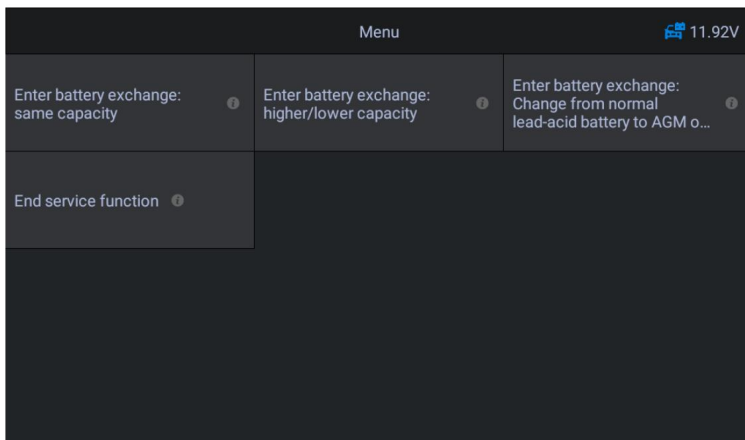 Menu
11.92V
Enter battery exchange:
same capacity
Enter battery exchange:
higher/lower capacity
Enter battery exchange:
Change from normal
lead-acid battery to AGM o...
End service function